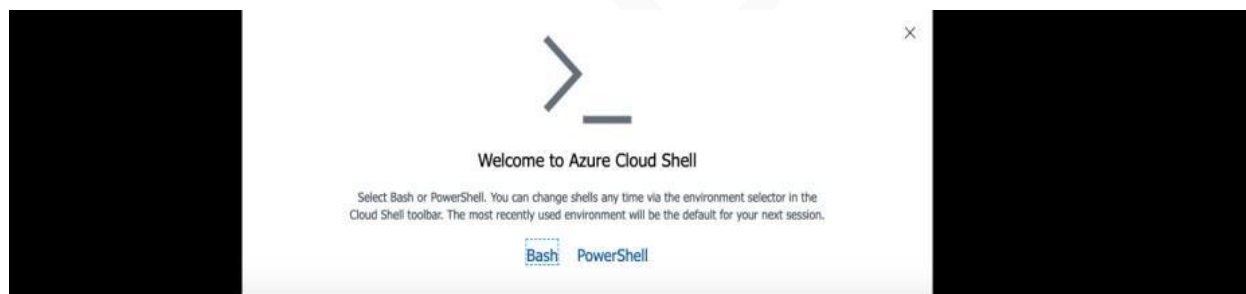 Welcome to Azure Cloud Shell
Select Bash or PowerShell. You can change shells any time via the environment selector in the
Cloud Shell toolbar. The most recently used environment will be the default for your next session.
Bash PowerShell